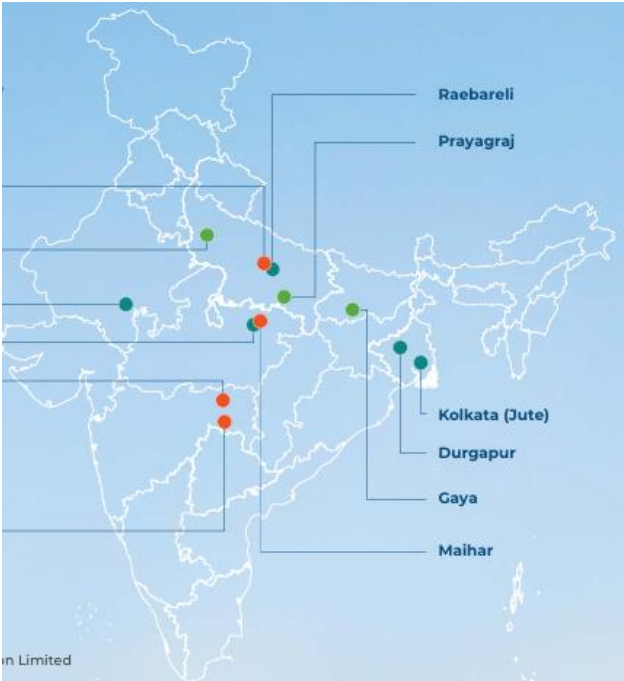 Raebareli
Prayagraj
Kolkata (Jute)
Durgapur
Gaya
Maihar
on Limited